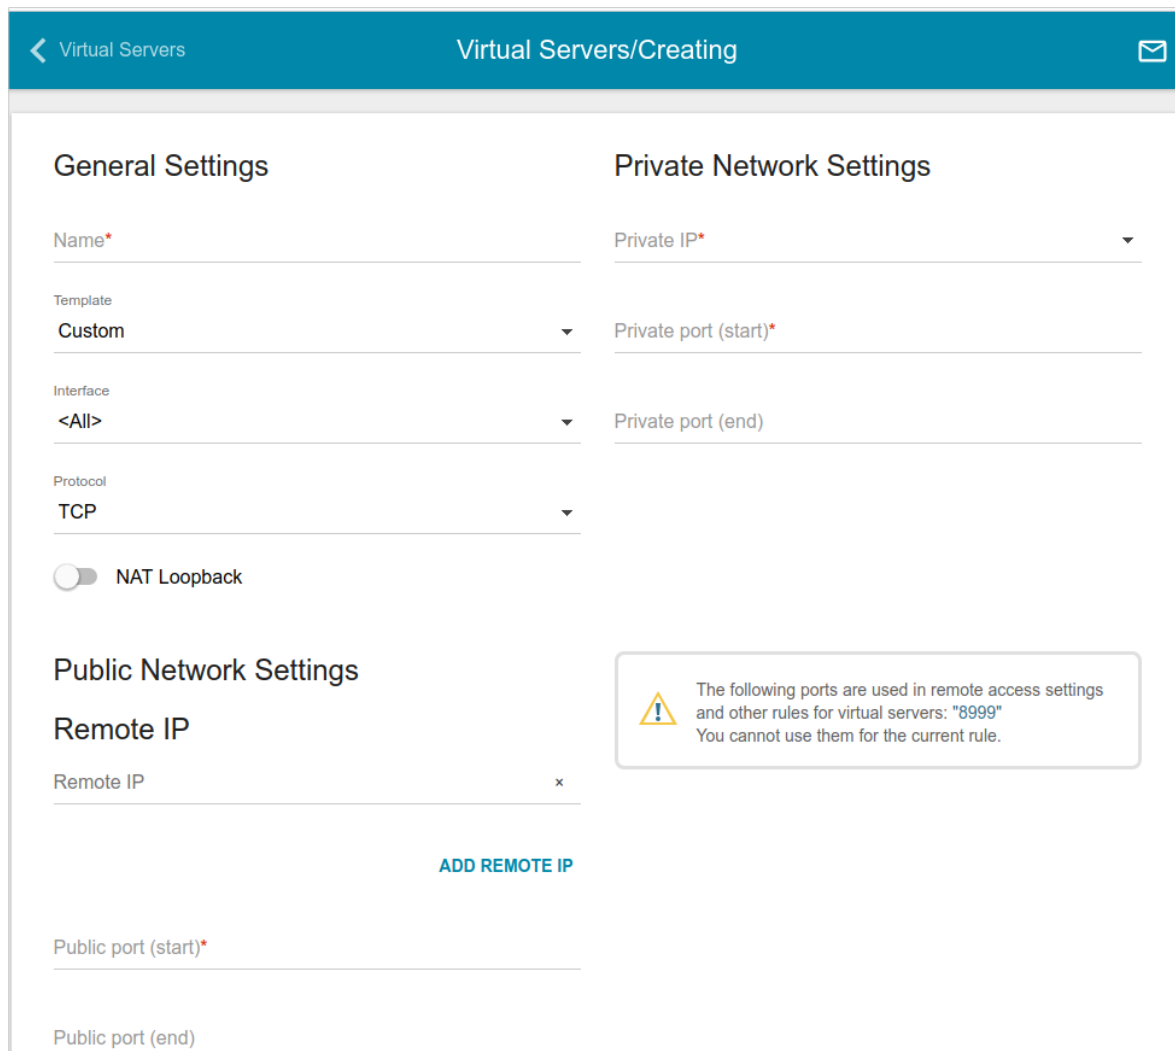 Virtual Servers
Virtual Servers/Creating
General Settings
Name*
Template
Custom
Interface
<All>
Protocol
TCP
NAT Loopback
Private Network Settings
Private IP*
Private port (start)*
Private port (end)
Public Network Settings
Remote IP
Remote IP
×
ADD REMOTE IP
Public port (start)*
Public port (end)
The following ports are used in remote access settings
and other rules for virtual servers: "8999"
You cannot use them for the current rule.